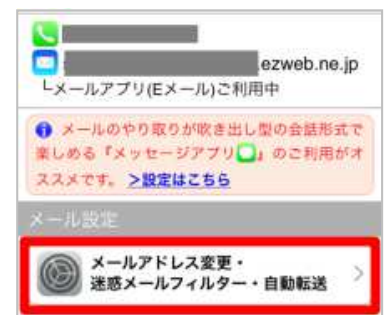 .ezweb.ne.jp
└メールアプリ(Eメール)ご利用中
メールのやり取りが吹き出し型の会話形式で
楽しめる『メッセージアプリ』のご利用がオ
ススメです。 >設定はこちら
メール設定
メールアドレス変更・
迷惑メールフィルター・自動転送 >